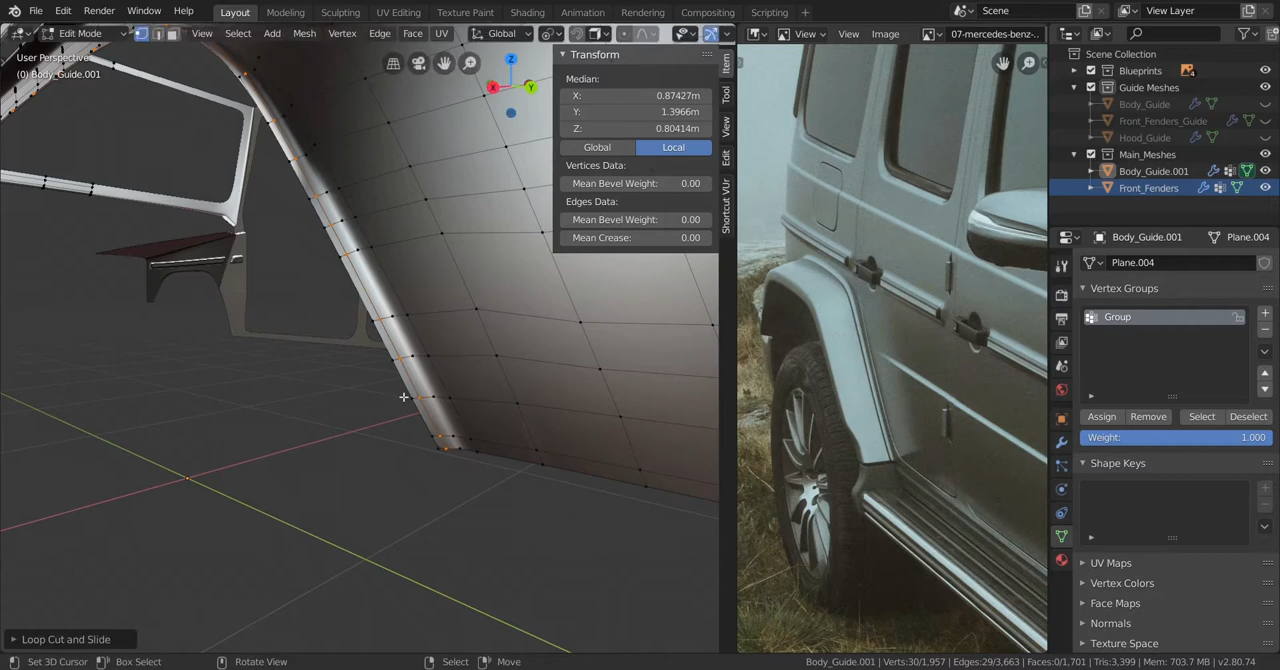 File Edit Render Window Help
Layout Modeling Sculpting UV Editing Texture Paint Shading Animation Rendering Compositing Scripting +
Scene View Layer
Edit Mode View Select Add Mesh Vertex Edge Face UV Global
View View Image 07-mercedes-benz-..
User Perspective
(0) Body_Guide.001
Z
X
Y
Transform
Median:
X: 0.87427m
Y: 1.3966m
Z: 0.80414m
Global Local
Vertices Data:
Mean Bevel Weight: 0.00
Edges Data:
Mean Bevel Weight: 0.00
Mean Crease: 0.00
Item
Tool
View
Edit
Shortcut VUr
Loop Cut and Slide
Scene Collection
Blueprints 4
Guide Meshes
Body_Guide
Front_Fenders_Guide
Hood_Guide
Main_Meshes
Body_Guide.001
Front_Fenders
Body_Guide.001 Plane.004
Plane.004
Vertex Groups
Group
Assign Remove Select Deselect
Weight: 1.000
Shape Keys
UV Maps
Vertex Colors
Face Maps
Normals
Texture Space
Set 3D Cursor Box Select Rotate View Select Move Body_Guide.001 | Verts:30/1,957 | Edges:29/3,663 | Faces:0/1,701 | Tris:3,399 | Mem: 703.7 MB | v2.80.74